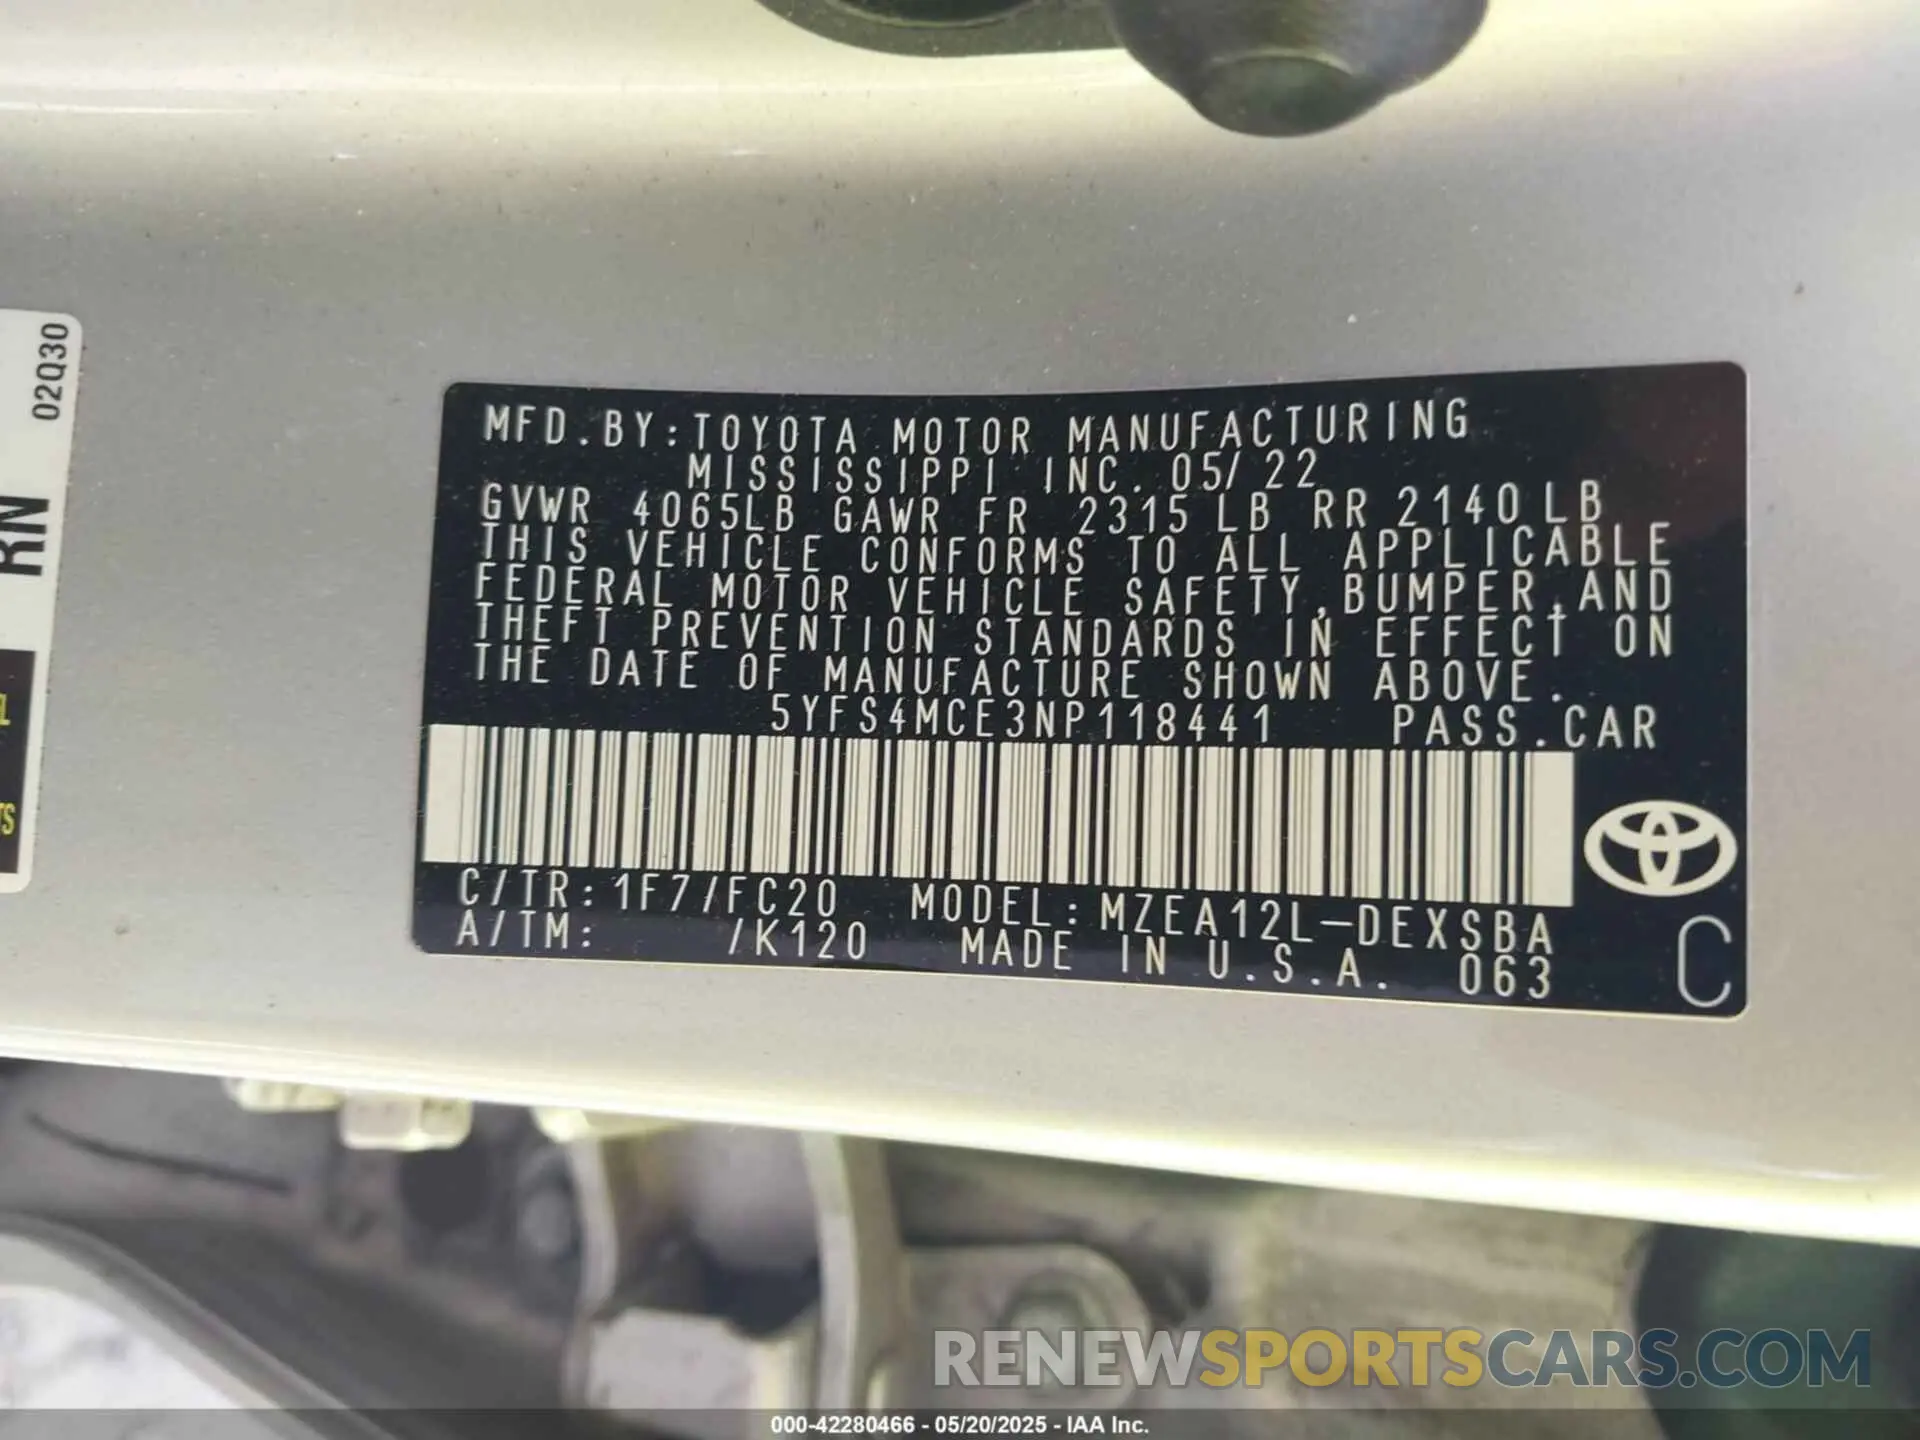 02Q30
RN
MFD.BY:TOYOTA MOTOR MANUFACTURING
MISSISSIPPI INC. 05/22
GVWR 4065LB GAWR FR 2315LB RR 2140LB
THIS VEHICLE CONFORMS TO ALL APPLICABLE
FEDERAL MOTOR VEHICLE SAFETY,BUMPER,AND
THEFT PREVENTION STANDARDS IN EFFECT ON
THE DATE OF MANUFACTURE SHOWN ABOVE.
5YFS4MCE3NP118441 PASS.CAR
C/TR:1F7/FC20 MODEL:MZEA12L-DEXSBA
A/TM: /K120 MADE IN U.S.A. 063
C
RENEWSPORTSCARS.COM
000-42280466 - 05/20/2025 - IAA Inc.